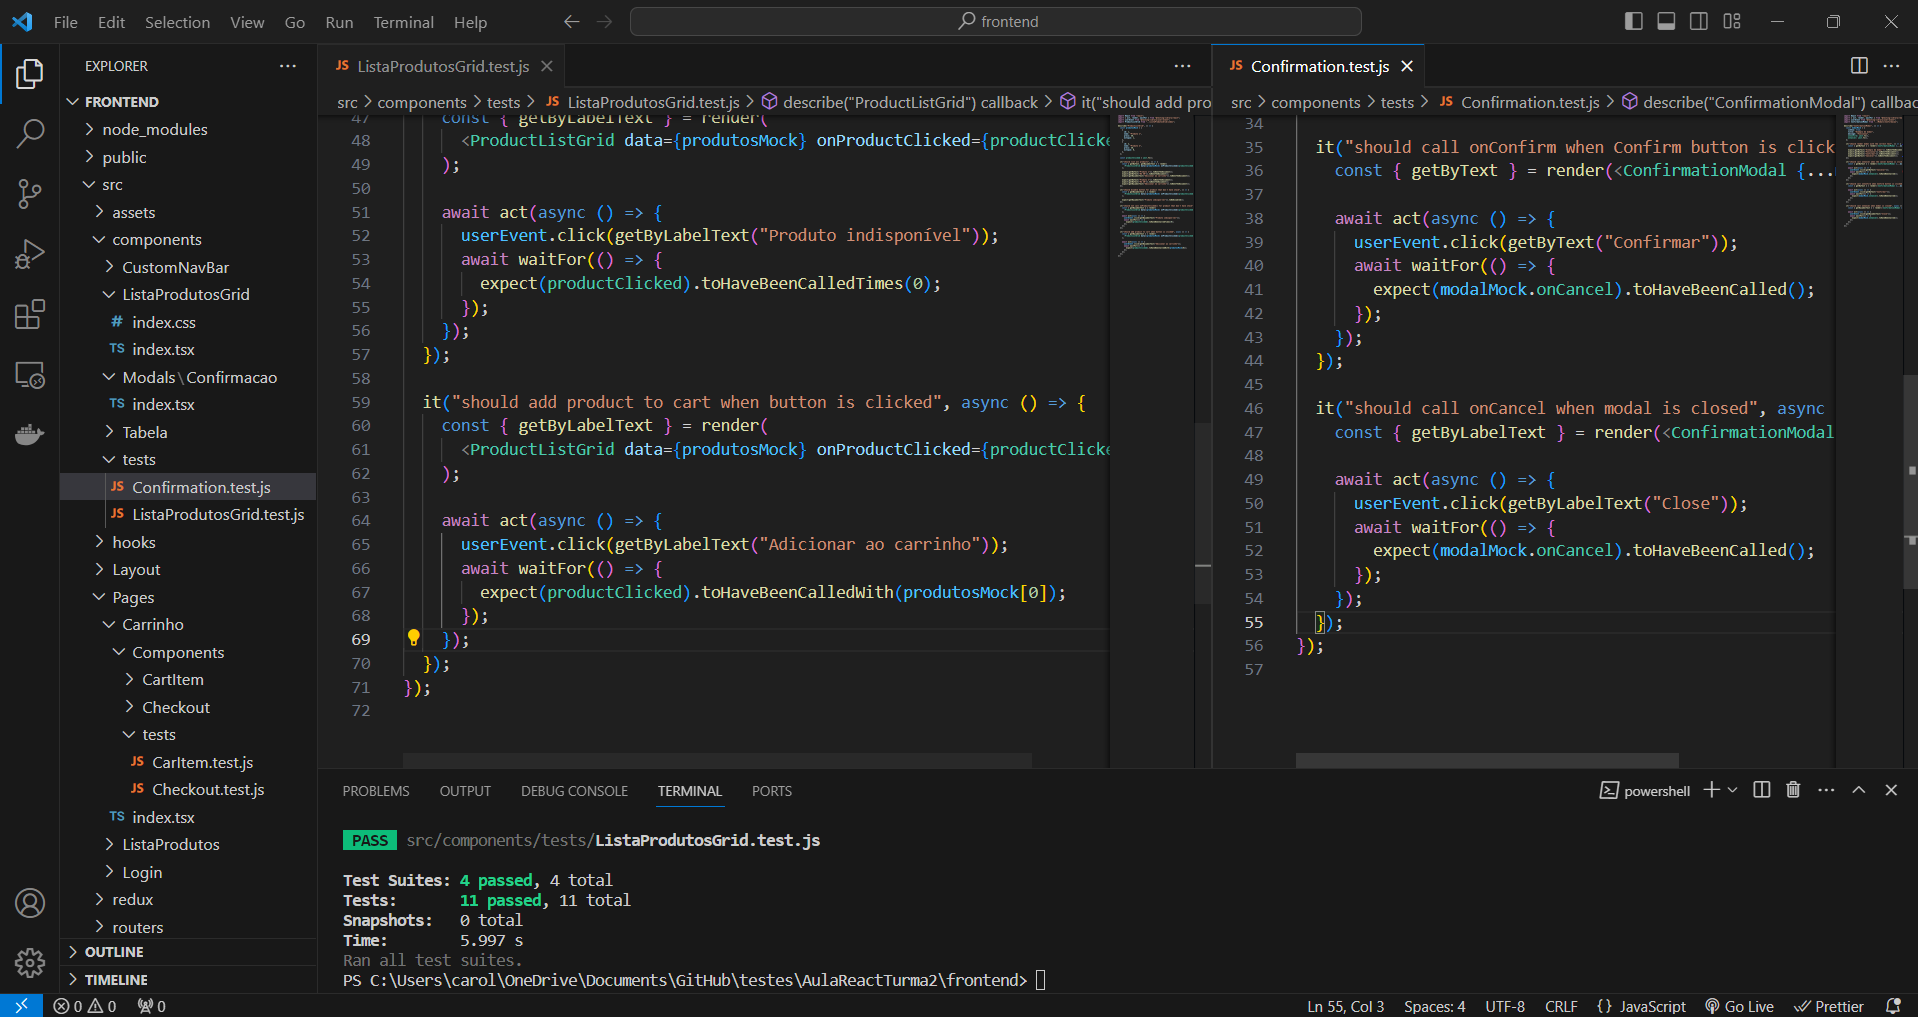 File Edit Selection View Go Run Terminal Help
frontend
EXPLORER
FRONTEND
node_modules
public
src
assets
components
CustomNavBar
ListaProdutosGrid
# index.css
TS index.tsx
Modals\Confirmacao
TS index.tsx
Tabela
tests
JS Confirmation.test.js
JS ListaProdutosGrid.test.js
hooks
Layout
Pages
Carrinho
Components
CartItem
Checkout
tests
JS CarItem.test.js
JS Checkout.test.js
TS index.tsx
ListaProdutos
Login
redux
routers
OUTLINE
TIMELINE
JS ListaProdutosGrid.test.js
src > components > tests > JS ListaProdutosGrid.test.js > describe("ProductListGrid") callback > it("should add pro
47 const { getByLabelText } = render(
48 <ProductListGrid data={produtosMock} onProductClicked={productClicke
49 );
50
51 await act(async () => {
52 userEvent.click(getByLabelText("Produto indisponível"));
53 await waitFor(() => {
54 expect(productClicked).toHaveBeenCalledTimes(0);
55 });
56 });
57 });
58
59 it("should add product to cart when button is clicked", async () => {
60 const { getByLabelText } = render(
61 <ProductListGrid data={produtosMock} onProductClicked={productClicke
62 );
63
64 await act(async () => {
65 userEvent.click(getByLabelText("Adicionar ao carrinho"));
66 await waitFor(() => {
67 expect(productClicked).toHaveBeenCalledWith(produtosMock[0]);
68 });
69 });
70 });
71 });
72
JS Confirmation.test.js
src > components > tests > JS Confirmation.test.js > describe("ConfirmationModal") callbac
34
35 it("should call onConfirm when Confirm button is click
36 const { getByText } = render(<ConfirmationModal {...
37
38 await act(async () => {
39 userEvent.click(getByText("Confirmar"));
40 await waitFor(() => {
41 expect(modalMock.onCancel).toHaveBeenCalled();
42 });
43 });
44 });
45
46 it("should call onCancel when modal is closed", async
47 const { getByLabelText } = render(<ConfirmationModal
48
49 await act(async () => {
50 userEvent.click(getByLabelText("Close"));
51 await waitFor(() => {
52 expect(modalMock.onCancel).toHaveBeenCalled();
53 });
54 });
55 });
56 });
57
PROBLEMS OUTPUT DEBUG CONSOLE TERMINAL PORTS
powershell
PASS src/components/tests/ListaProdutosGrid.test.js
Test Suites: 4 passed, 4 total
Tests: 11 passed, 11 total
Snapshots: 0 total
Time: 5.997 s
Ran all test suites.
PS C:\Users\carol\OneDrive\Documents\GitHub\testes\AulaReactTurma2\frontend>
0 0 0
Ln 55, Col 3 Spaces: 4 UTF-8 CRLF {} JavaScript Go Live Prettier